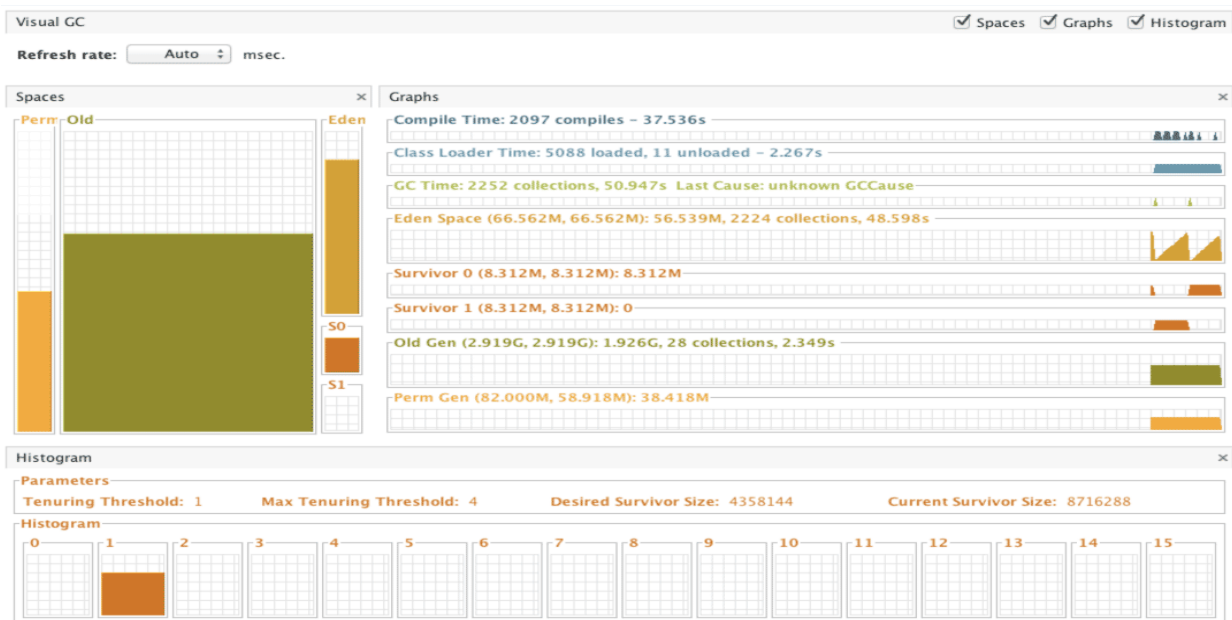 Visual GC
Spaces Graphs Histogram
Refresh rate: Auto msec.
Spaces ×
Perm Old Eden
S0
S1
Graphs ×
Compile Time: 2097 compiles – 37.536s
Class Loader Time: 5088 loaded, 11 unloaded – 2.267s
GC Time: 2252 collections, 50.947s Last Cause: unknown GCCause
Eden Space (66.562M, 66.562M): 56.539M, 2224 collections, 48.598s
Survivor 0 (8.312M, 8.312M): 8.312M
Survivor 1 (8.312M, 8.312M): 0
Old Gen (2.919G, 2.919G): 1.926G, 28 collections, 2.349s
Perm Gen (82.000M, 58.918M): 38.418M
Histogram ×
Parameters
Tenuring Threshold: 1 Max Tenuring Threshold: 4 Desired Survivor Size: 4358144 Current Survivor Size: 8716288
Histogram
0 1 2 3 4 5 6 7 8 9 10 11 12 13 14 15